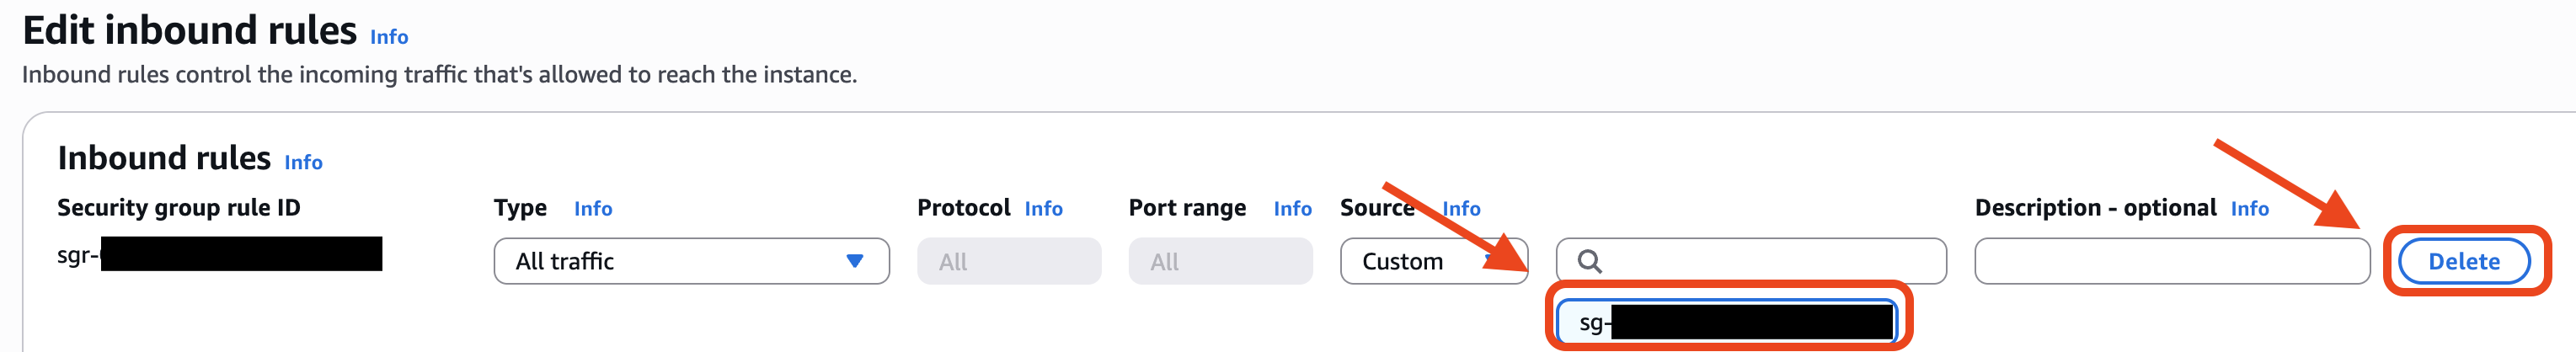 Edit inbound rules Info
Inbound rules control the incoming traffic that's allowed to reach the instance.
Inbound rules Info
Security group rule ID Type Info Protocol Info Port range Info Source Info Description - optional Info
sgr- All traffic All All Custom Delete
sg-